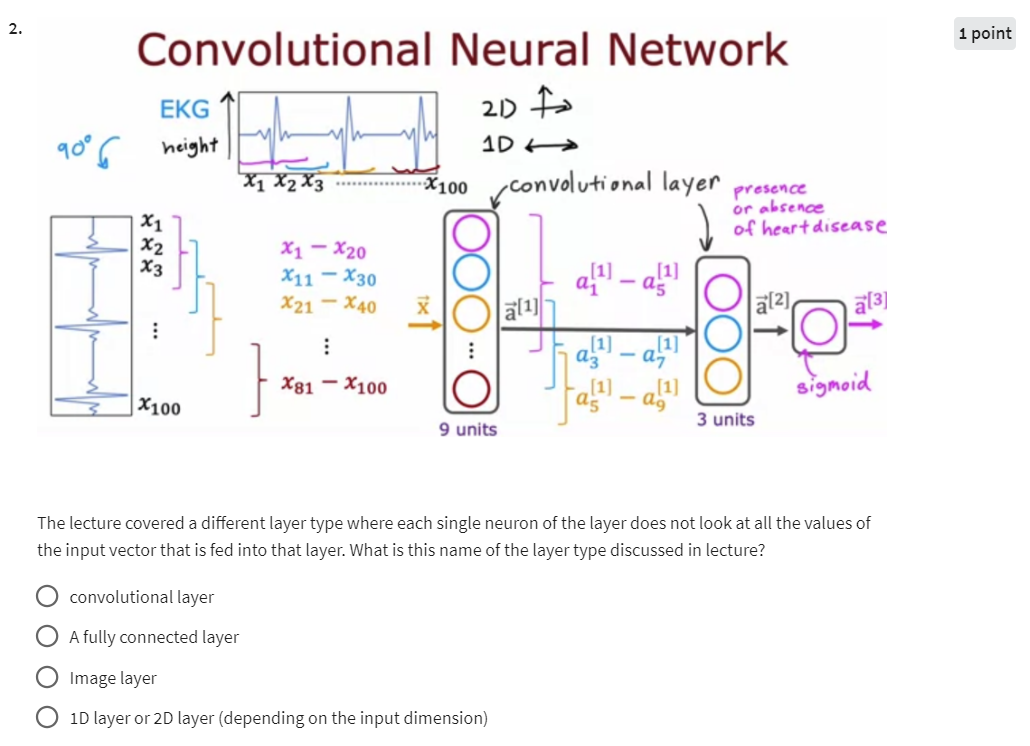 2.
1 point
Convolutional Neural Network
EKG
height
90°
2D
1D
x₁ x₂ x₃ ................ x₁₀₀
convolutional layer
presence
or absence
of heart disease
x₁
x₂
x₃
⋮
x₁₀₀
x₁ – x₂₀
x₁₁ – x₃₀
x₂₁ – x₄₀
⋮
x₈₁ – x₁₀₀
x⃗
⋮
9 units
a⃗[1]
a₁[1] – a₅[1]
a₃[1] – a₇[1]
a₅[1] – a₉[1]
3 units
a⃗[2]
a⃗[3]
sigmoid
The lecture covered a different layer type where each single neuron of the layer does not look at all the values of
the input vector that is fed into that layer. What is this name of the layer type discussed in lecture?
convolutional layer
A fully connected layer
Image layer
1D layer or 2D layer (depending on the input dimension)